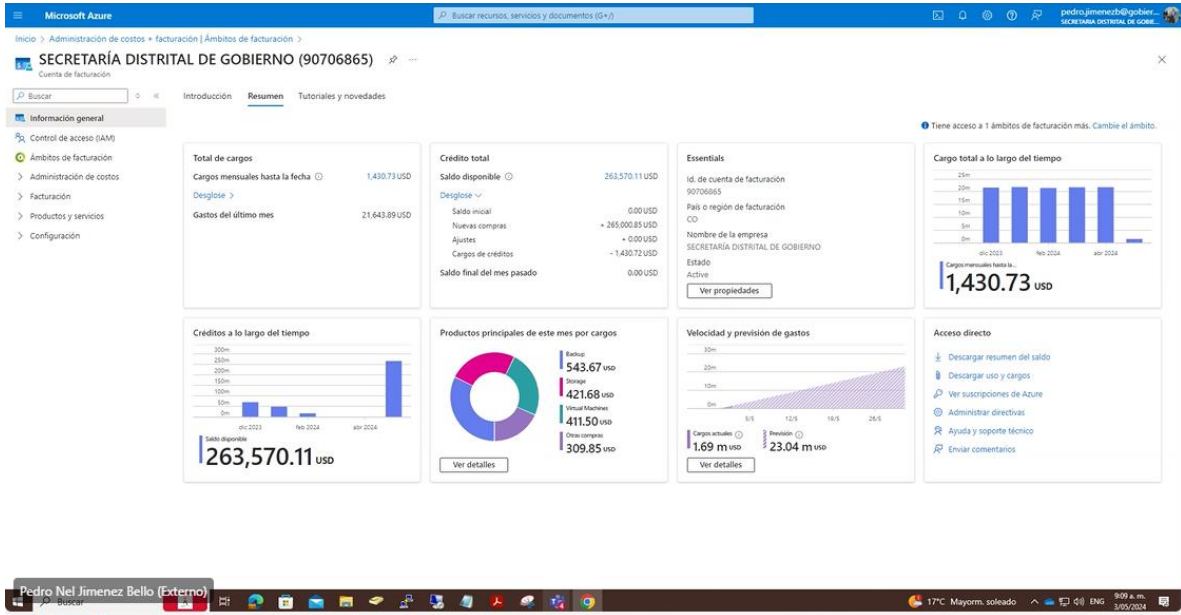 Microsoft Azure
Buscar recursos, servicios y documentos (G+/)
pedro.jimenezb@gobier...
SECRETARIA DISTRITAL DE GOBIE...
Inicio > Administración de costos + facturación | Ámbitos de facturación >
SECRETARÍA DISTRITAL DE GOBIERNO (90706865)
Cuenta de facturación
Buscar
Introducción Resumen Tutoriales y novedades
Información general
Control de acceso (IAM)
Ámbitos de facturación
Administración de costos
Facturación
Productos y servicios
Configuración
Tiene acceso a 1 ámbitos de facturación más. Cambie el ámbito.
Total de cargos
Cargos mensuales hasta la fecha 1,430.73 USD
Desglose >
Gastos del último mes 21,643.89 USD
Crédito total
Saldo disponible 263,570.11 USD
Desglose
Saldo inicial 0.00 USD
Nuevas compras + 265,000.85 USD
Ajustes + 0.00 USD
Cargos de créditos - 1,430.72 USD
Saldo final del mes pasado 0.00 USD
Essentials
Id. de cuenta de facturación
90706865
País o región de facturación
CO
Nombre de la empresa
SECRETARÍA DISTRITAL DE GOBIERNO
Estado
Active
Ver propiedades
Cargo total a lo largo del tiempo
25m
20m
15m
10m
5m
0m
dic 2023 feb 2024 abr 2024
Cargos mensuales hasta la...
1,430.73 USD
Créditos a lo largo del tiempo
300m
250m
200m
150m
100m
50m
0m
dic 2023 feb 2024 abr 2024
Saldo disponible
263,570.11 USD
Productos principales de este mes por cargos
Backup
543.67 USD
Storage
421.68 USD
Virtual Machines
411.50 USD
Otras compras
309.85 USD
Ver detalles
Velocidad y previsión de gastos
30m
20m
10m
0m
5/5 12/5 19/5 26/5
Cargos actuales
1.69 m USD
Previsión
23.04 m USD
Ver detalles
Acceso directo
Descargar resumen del saldo
Descargar uso y cargos
Ver suscripciones de Azure
Administrar directivas
Ayuda y soporte técnico
Enviar comentarios
Pedro Nel Jimenez Bello (Externo)
Buscar
17°C Mayorm. soleado
ENG
9:09 a. m.
3/05/2024